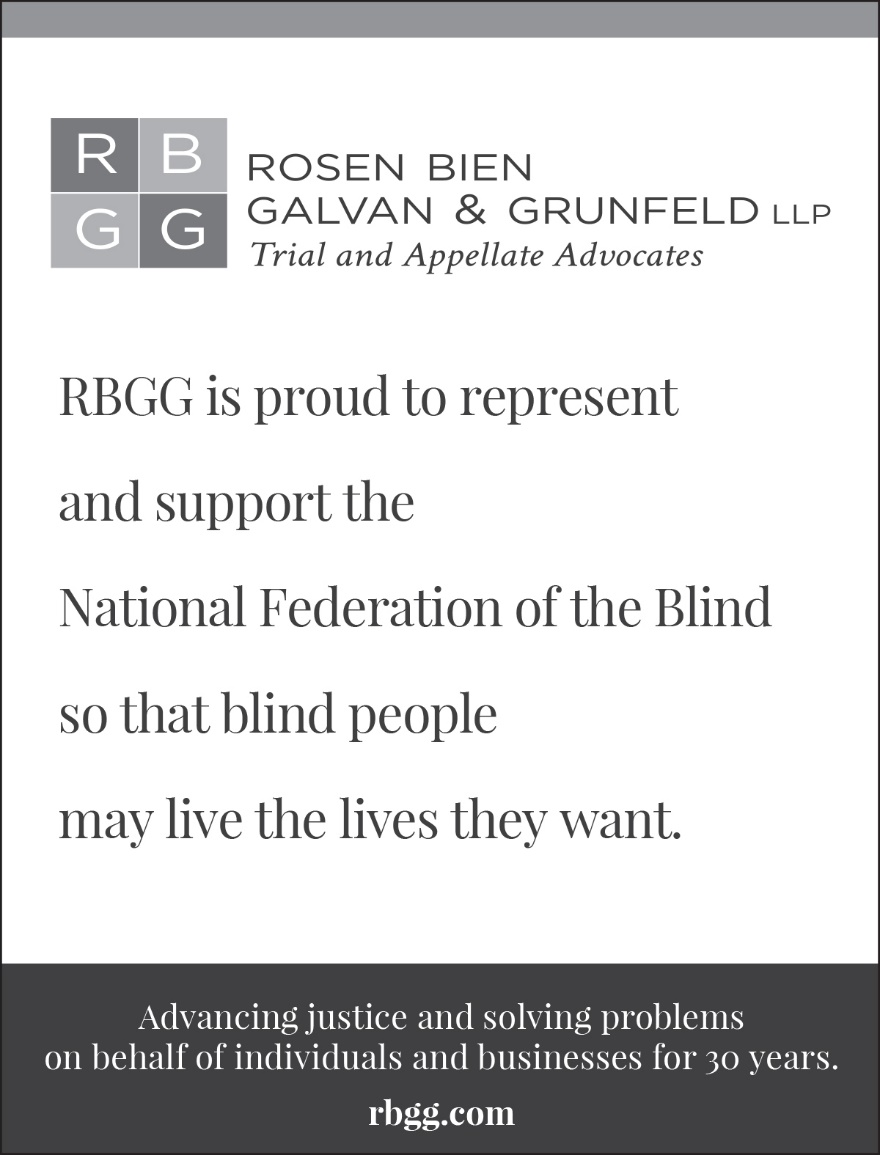 R B
G G
ROSEN BIEN
GALVAN & GRUNFELD LLP
Trial and Appellate Advocates
RBGG is proud to represent
and support the
National Federation of the Blind
so that blind people
may live the lives they want.
Advancing justice and solving problems
on behalf of individuals and businesses for 30 years.
rbgg.com